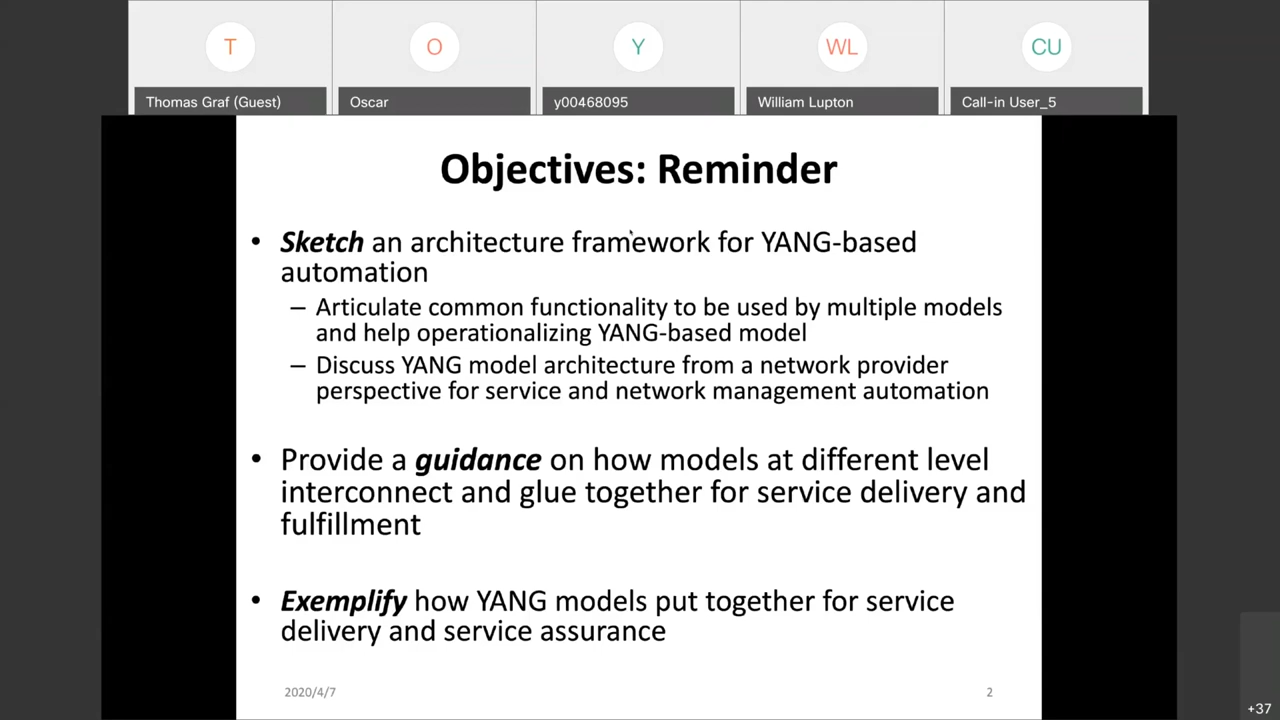 T
O
Y
WL
CU
Thomas Graf (Guest)
Oscar
y00468095
William Lupton
Call-in User_5
Objectives: Reminder
• Sketch an architecture framework for YANG-based
automation
– Articulate common functionality to be used by multiple models
and help operationalizing YANG-based model
– Discuss YANG model architecture from a network provider
perspective for service and network management automation
• Provide a guidance on how models at different level
interconnect and glue together for service delivery and
fulfillment
• Exemplify how YANG models put together for service
delivery and service assurance
2020/4/7
2
+37